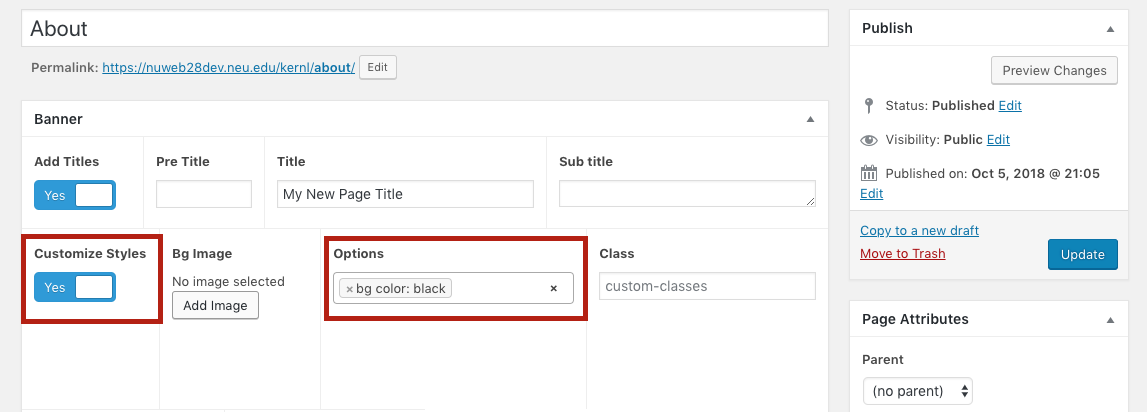 About
Permalink: https://nuweb28dev.neu.edu/kernl/about/ Edit
Banner
Add Titles Pre Title Title Sub title
Yes My New Page Title
Customize Styles Bg Image Options Class
Yes No image selected × bg color: black × custom-classes
Add Image
Publish
Preview Changes
Status: Published Edit
Visibility: Public Edit
Published on: Oct 5, 2018 @ 21:05
Edit
Copy to a new draft
Move to Trash Update
Page Attributes
Parent
(no parent)